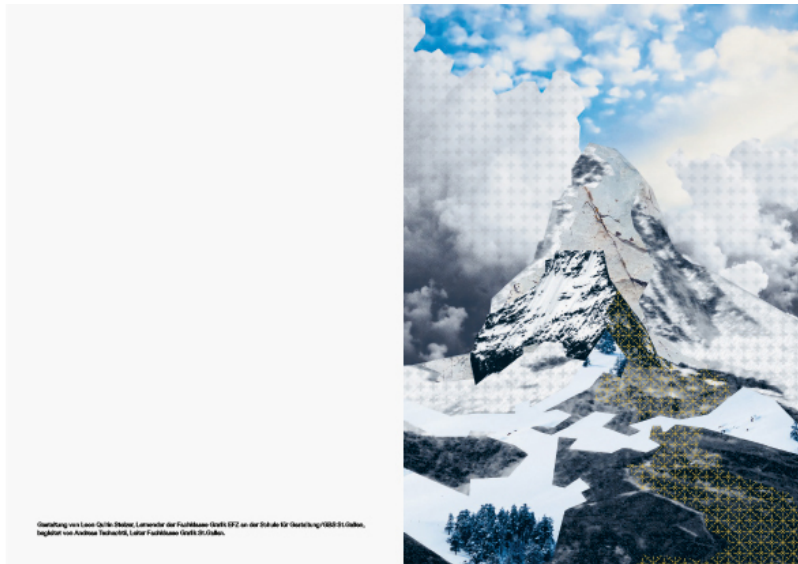 Gestaltung von Leon Quirin Stelzer, Lernender der Fachklasse Grafik EFZ an der Schule für Gestaltung/GBS St.Gallen,
begleitet von Andreas Tschachtli, Leiter Fachklasse Grafik St.Gallen.